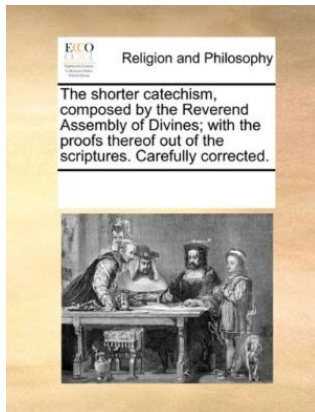 ECCO
Religion and Philosophy
The shorter catechism,
composed by the Reverend
Assembly of Divines; with the
proofs thereof out of the
scriptures. Carefully corrected.